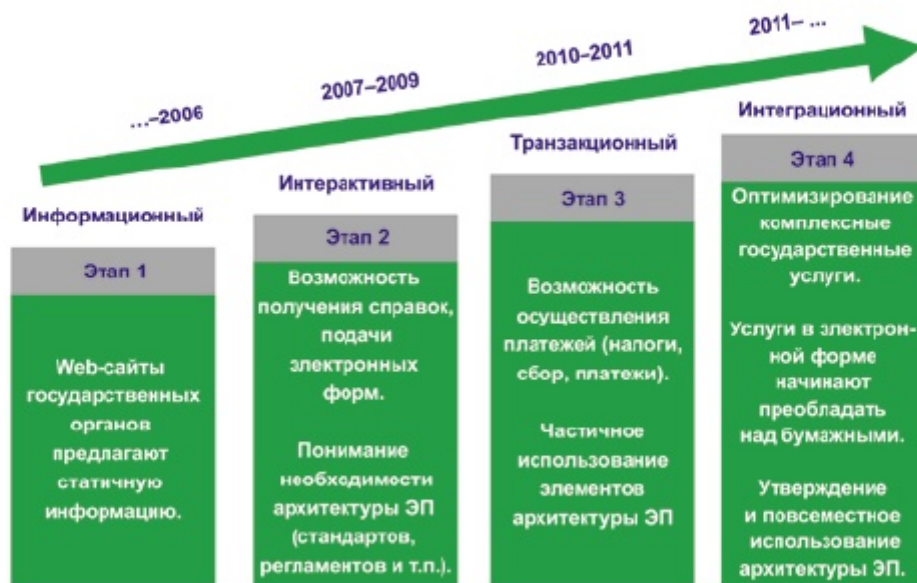 ...–2006
2007–2009
2010–2011
2011– ...
Информационный
Этап 1
Web-сайты
государственных
органов
предлагают
статичную
информацию.
Интерактивный
Этап 2
Возможность
получения справок,
подачи
электронных
форм.
Понимание
необходимости
архитектуры ЭП
(стандартов,
регламентов и т.п.).
Транзакционный
Этап 3
Возможность
осуществления
платежей (налоги,
сбор, платежи).
Частичное
использование
элементов
архитектуры ЭП
Интеграционный
Этап 4
Оптимизирование
комплексные
государственные
услуги.
Услуги в электрон-
ной форме
начинают
преобладать
над бумажными.
Утверждение
и повсеместное
использование
архитектуры ЭП.